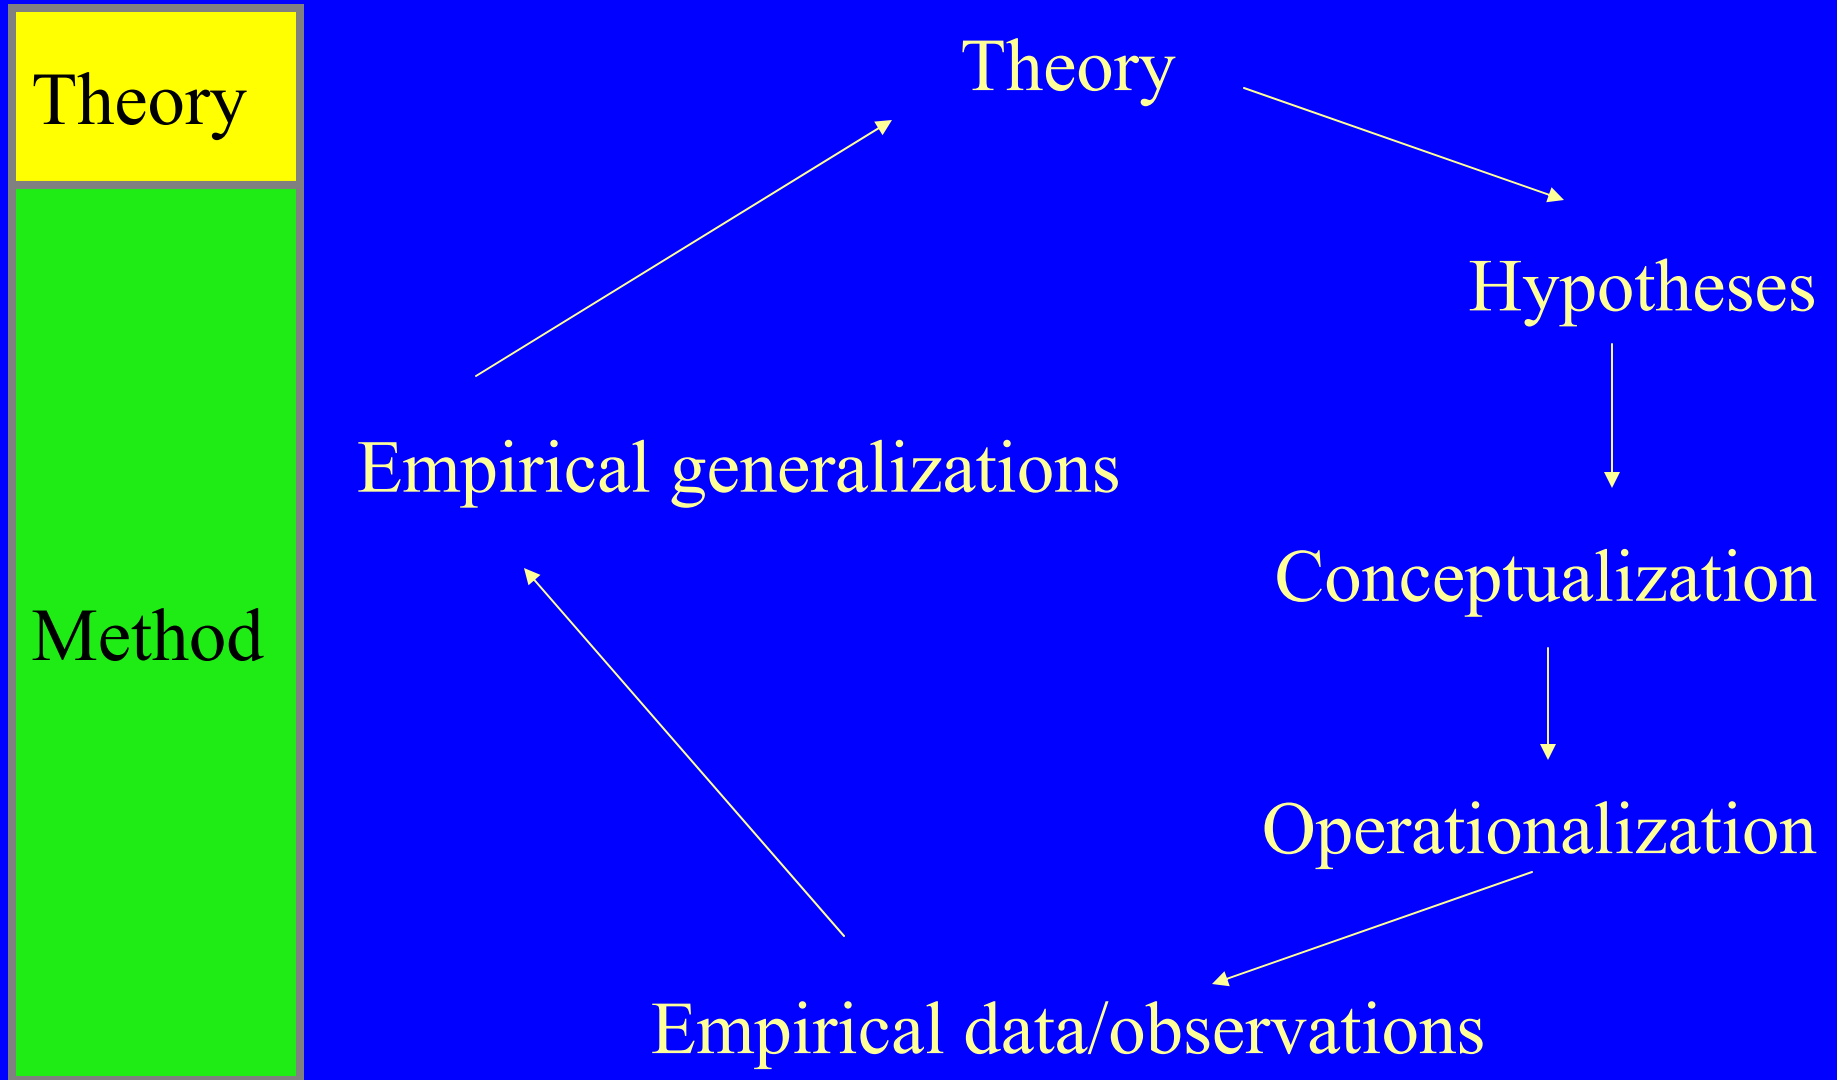 Theory
Method
Theory
Hypotheses
Empirical generalizations
Conceptualization
Operationalization
Empirical data/observations